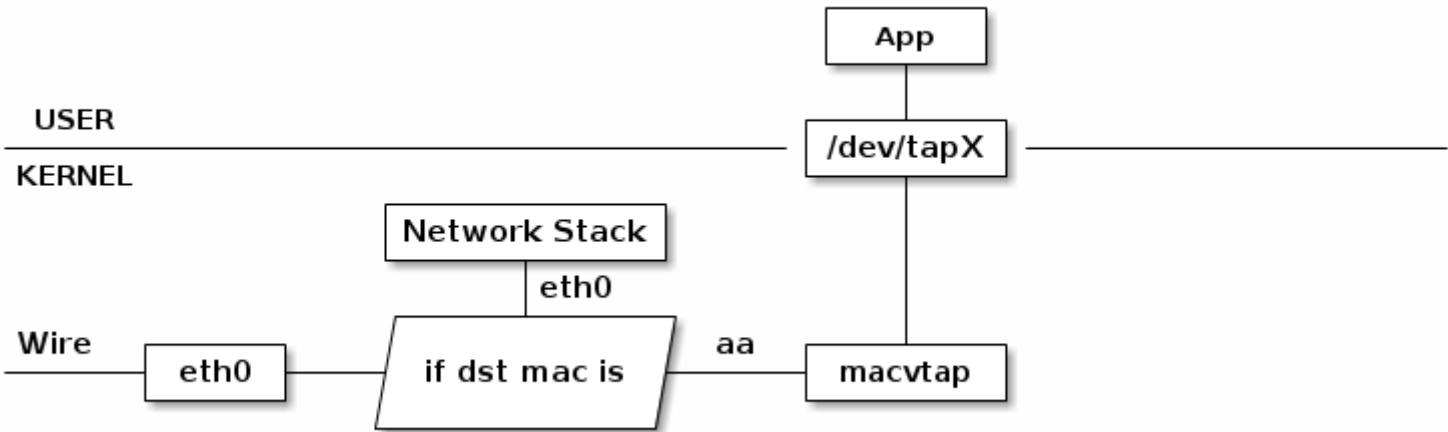 App
USER
/dev/tapX
KERNEL
Network Stack
eth0
Wire
eth0
if dst mac is
aa
macvtap